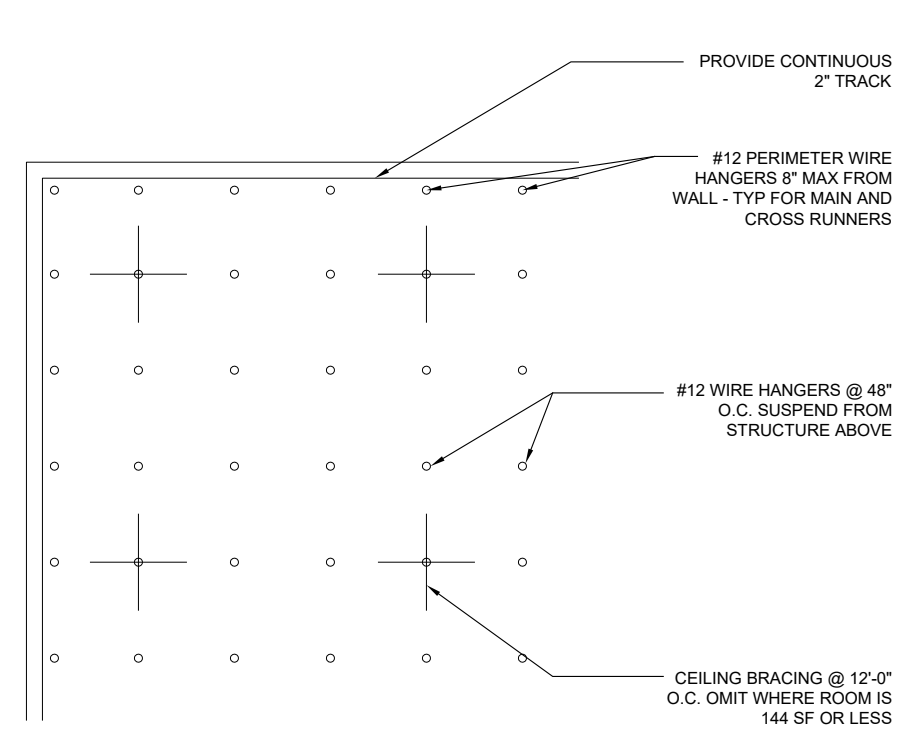 PROVIDE CONTINUOUS
2" TRACK
#12 PERIMETER WIRE
HANGERS 8" MAX FROM
WALL - TYP FOR MAIN AND
CROSS RUNNERS
#12 WIRE HANGERS @ 48"
O.C. SUSPEND FROM
STRUCTURE ABOVE
CEILING BRACING @ 12'-0"
O.C. OMIT WHERE ROOM IS
144 SF OR LESS